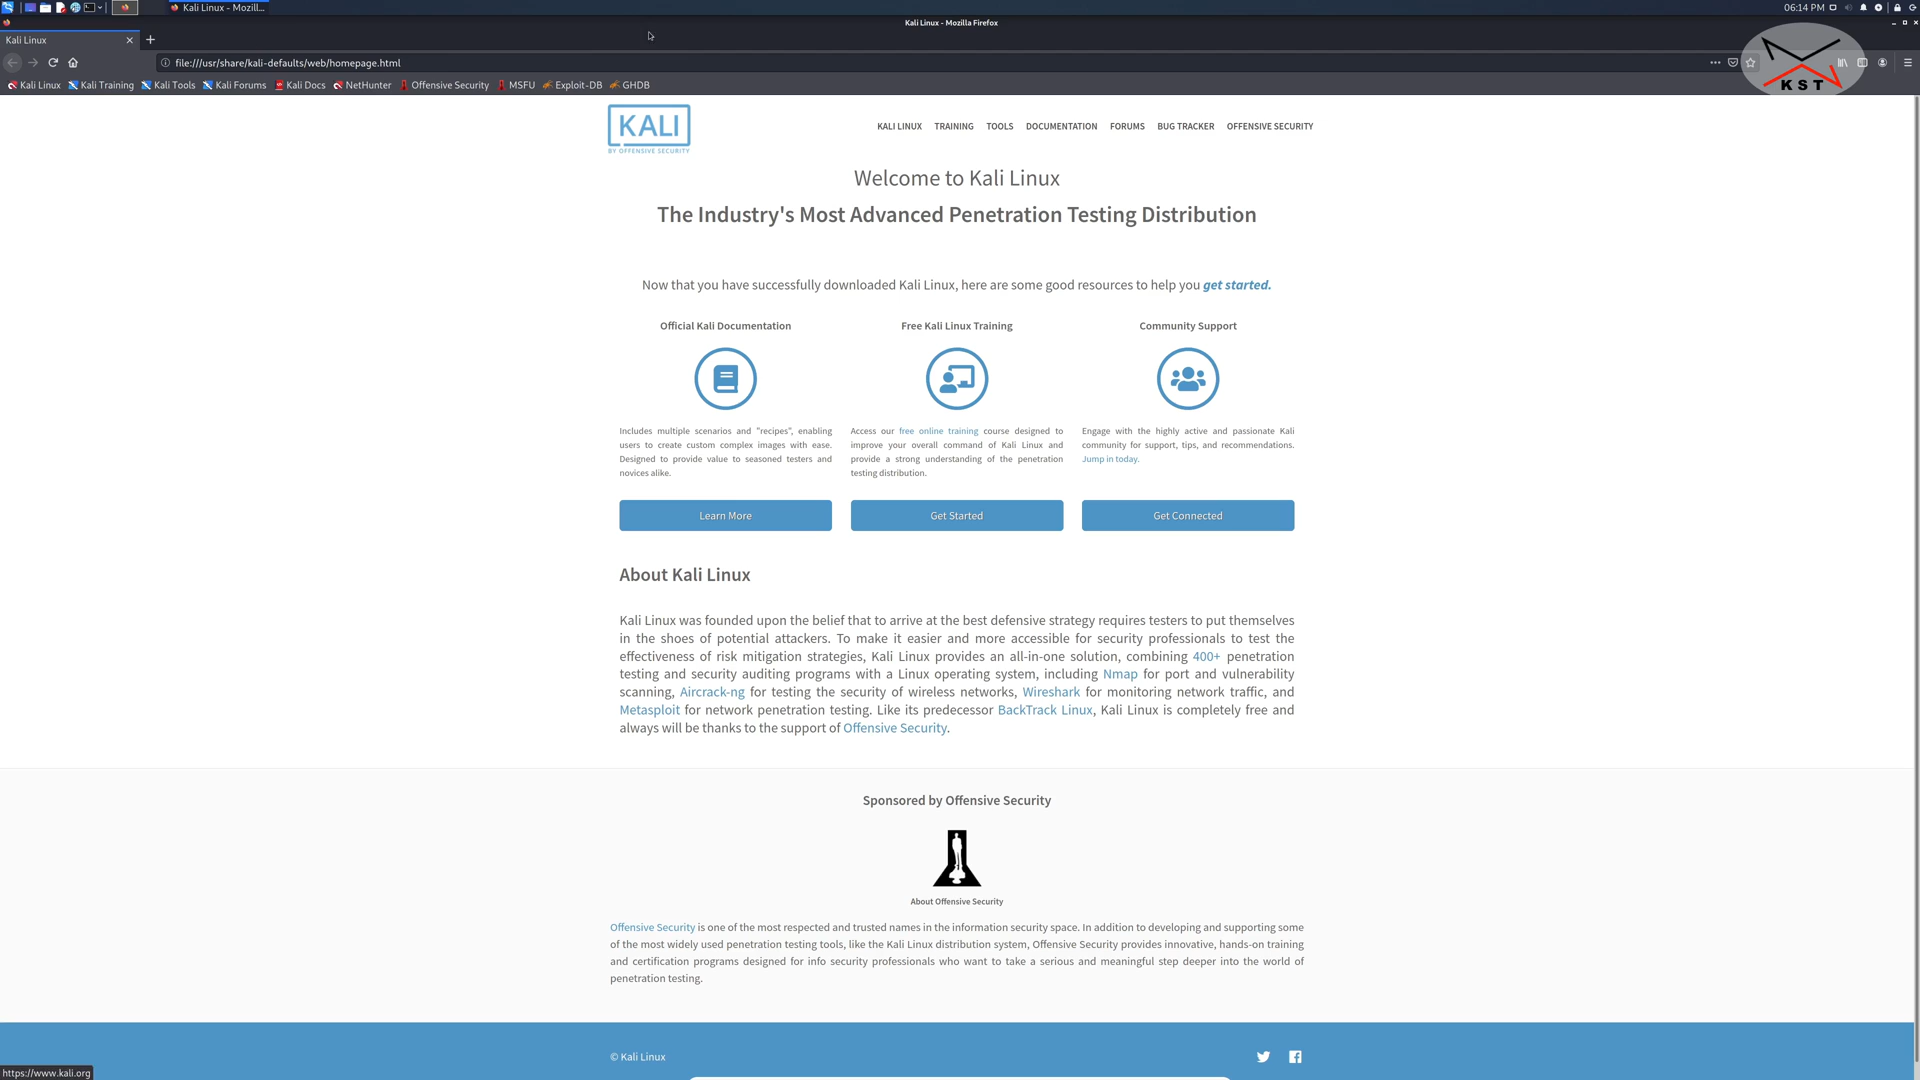 Kali Linux - Mozill...
06:14 PM
Kali Linux - Mozilla Firefox
Kali Linux
file:///usr/share/kali-defaults/web/homepage.html
Kali Linux Kali Training Kali Tools Kali Forums Kali Docs NetHunter Offensive Security MSFU Exploit-DB GHDB
KST
KALI
BY OFFENSIVE SECURITY
KALI LINUX TRAINING TOOLS DOCUMENTATION FORUMS BUG TRACKER OFFENSIVE SECURITY
Welcome to Kali Linux
The Industry's Most Advanced Penetration Testing Distribution
Now that you have successfully downloaded Kali Linux, here are some good resources to help you get started.
Official Kali Documentation
Includes multiple scenarios and "recipes", enabling
users to create custom complex images with ease.
Designed to provide value to seasoned testers and
novices alike.
Learn More
Free Kali Linux Training
Access our free online training course designed to
improve your overall command of Kali Linux and
provide a strong understanding of the penetration
testing distribution.
Get Started
Community Support
Engage with the highly active and passionate Kali
community for support, tips, and recommendations.
Jump in today.
Get Connected
About Kali Linux
Kali Linux was founded upon the belief that to arrive at the best defensive strategy requires testers to put themselves
in the shoes of potential attackers. To make it easier and more accessible for security professionals to test the
effectiveness of risk mitigation strategies, Kali Linux provides an all-in-one solution, combining 400+ penetration
testing and security auditing programs with a Linux operating system, including Nmap for port and vulnerability
scanning, Aircrack-ng for testing the security of wireless networks, Wireshark for monitoring network traffic, and
Metasploit for network penetration testing. Like its predecessor BackTrack Linux, Kali Linux is completely free and
always will be thanks to the support of Offensive Security.
Sponsored by Offensive Security
About Offensive Security
Offensive Security is one of the most respected and trusted names in the information security space. In addition to developing and supporting some
of the most widely used penetration testing tools, like the Kali Linux distribution system, Offensive Security provides innovative, hands-on training
and certification programs designed for info security professionals who want to take a serious and meaningful step deeper into the world of
penetration testing.
© Kali Linux
https://www.kali.org